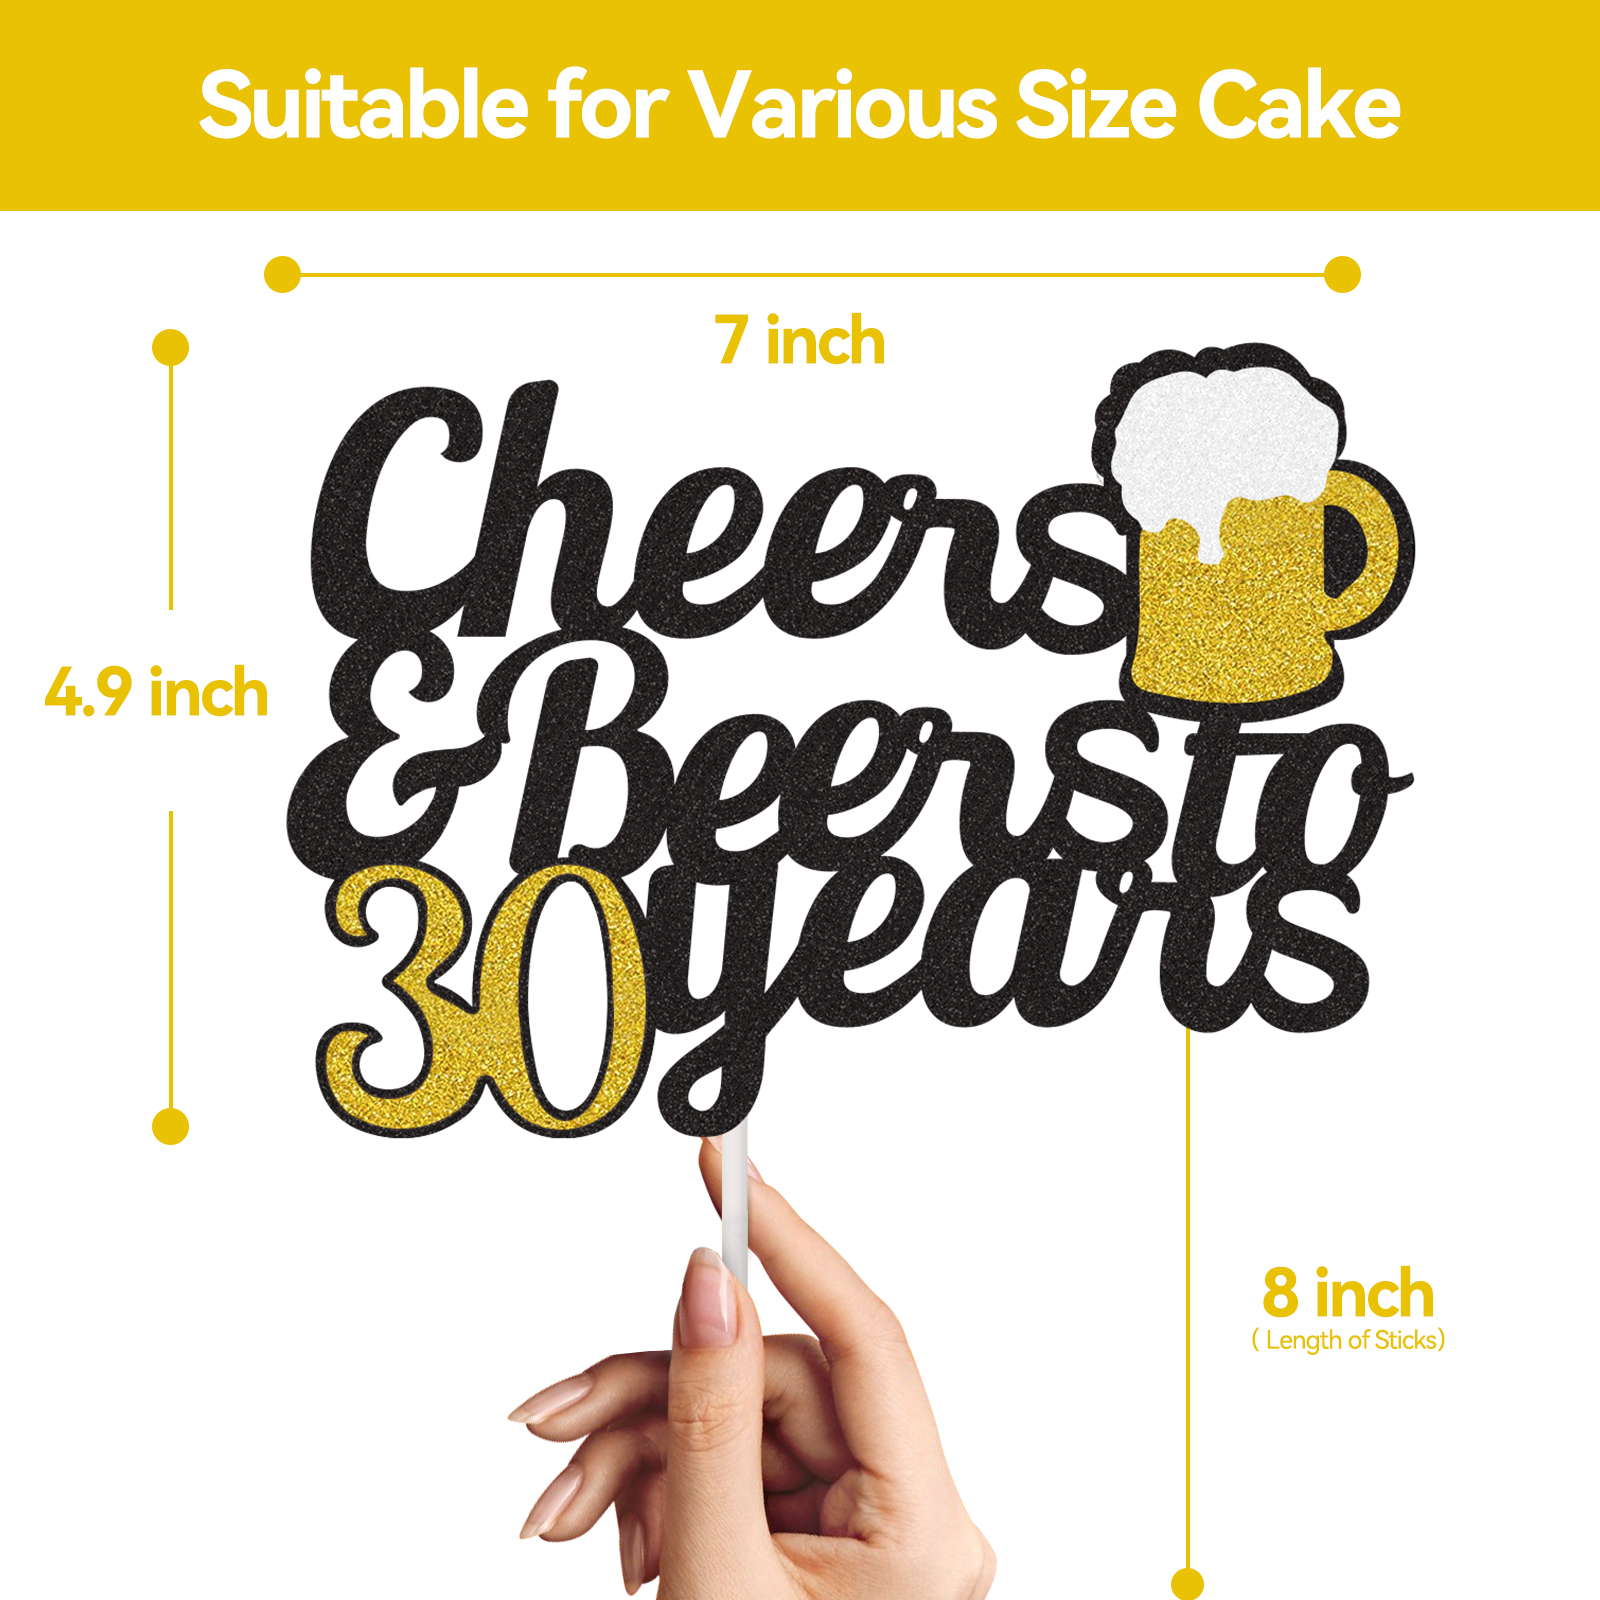 Suitable for Various Size Cake
7 inch
4.9 inch
Cheers
& Beers to
30 years
8 inch
( Length of Sticks)